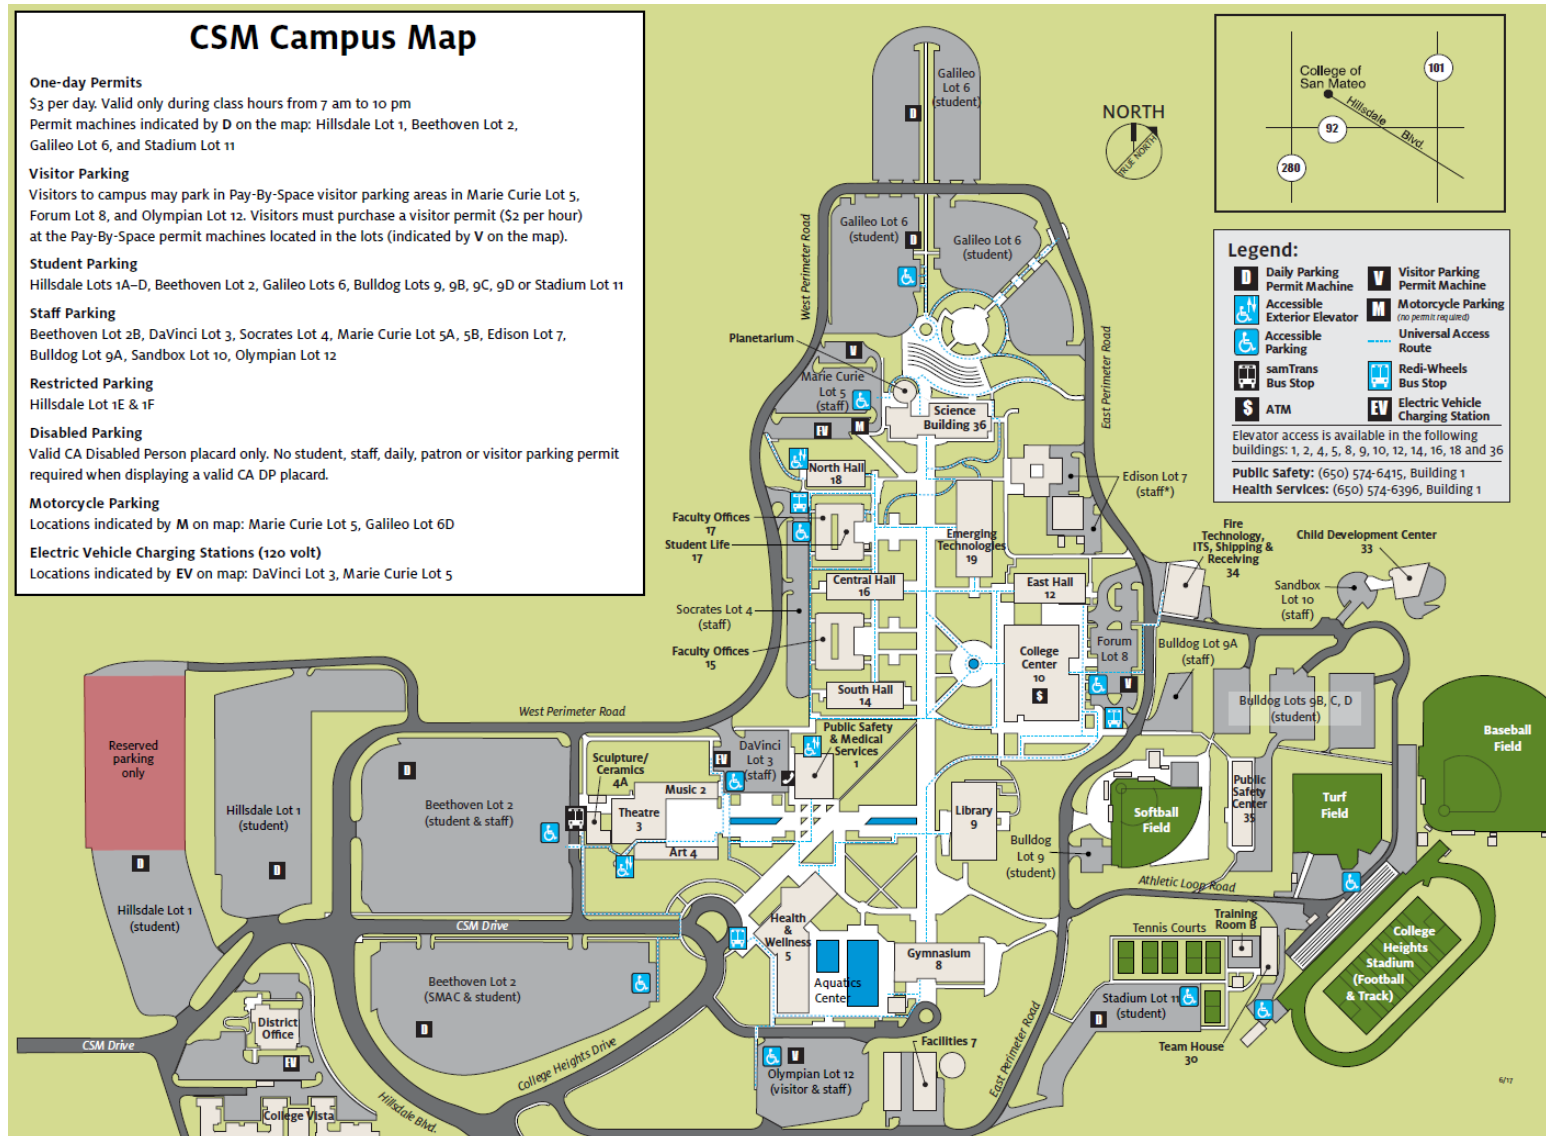 CSM Campus Map
One-day Permits
$3 per day. Valid only during class hours from 7 am to 10 pm
Permit machines indicated by D on the map: Hillsdale Lot 1, Beethoven Lot 2,
Galileo Lot 6, and Stadium Lot 11
Visitor Parking
Visitors to campus may park in Pay-By-Space visitor parking areas in Marie Curie Lot 5,
Forum Lot 8, and Olympian Lot 12. Visitors must purchase a visitor permit ($2 per hour)
at the Pay-By-Space permit machines located in the lots (indicated by V on the map).
Student Parking
Hillsdale Lots 1A–D, Beethoven Lot 2, Galileo Lots 6, Bulldog Lots 9, 9B, 9C, 9D or Stadium Lot 11
Staff Parking
Beethoven Lot 2B, DaVinci Lot 3, Socrates Lot 4, Marie Curie Lot 5A, 5B, Edison Lot 7,
Bulldog Lot 9A, Sandbox Lot 10, Olympian Lot 12
Restricted Parking
Hillsdale Lot 1E & 1F
Disabled Parking
Valid CA Disabled Person placard only. No student, staff, daily, patron or visitor parking permit
required when displaying a valid CA DP placard.
Motorcycle Parking
Locations indicated by M on map: Marie Curie Lot 5, Galileo Lot 6D
Electric Vehicle Charging Stations (120 volt)
Locations indicated by EV on map: DaVinci Lot 3, Marie Curie Lot 5
NORTH
TRUE NORTH
College of
San Mateo
101
Hillsdale
Blvd.
92
280
Legend:
D
Daily Parking
Permit Machine
V
Visitor Parking
Permit Machine
Accessible
Exterior Elevator
M
Motorcycle Parking
(no permit required)
Accessible
Parking
Universal Access
Route
samTrans
Bus Stop
Redi-Wheels
Bus Stop
$
ATM
EV
Electric Vehicle
Charging Station
Elevator access is available in the following
buildings: 1, 2, 4, 5, 8, 9, 10, 12, 14, 16, 18 and 36
Public Safety: (650) 574-6415, Building 1
Health Services: (650) 574-6396, Building 1
Galileo
Lot 6
(student)
D
Galileo Lot 6
(student)
D
Galileo Lot 6
(student)
West Perimeter Road
East Perimeter Road
Planetarium
V
Marie Curie
Lot 5
(staff)
EV
M
Science
Building 36
North Hall
18
Edison Lot 7
(staff*)
Faculty Offices
17
Student Life
17
Emerging
Technologies
19
Fire
Technology,
ITS, Shipping &
Receiving
34
Child Development Center
33
Central Hall
16
East Hall
12
Sandbox
Lot 10
(staff)
Socrates Lot 4
(staff)
Faculty Offices
15
College
Center
10
$
Forum
Lot 8
V
Bulldog Lot 9A
(staff)
South Hall
14
Bulldog Lots 9B, C, D
(student)
West Perimeter Road
Baseball
Field
Reserved
parking
only
D
Hillsdale Lot 1
(student)
D
D
Beethoven Lot 2
(student & staff)
Sculpture/
Ceramics
4A
EV
DaVinci
Lot 3
(staff)
Public Safety
& Medical
Services
1
Music 2
Theatre
3
Art 4
Library
9
Softball
Field
Public
Safety
Center
35
Turf
Field
Bulldog
Lot 9
(student)
Athletic Loop Road
Hillsdale Lot 1
(student)
CSM Drive
Health
&
Wellness
5
Aquatics
Center
Gymnasium
8
Tennis Courts
Training
Room B
College
Heights
Stadium
(Football
& Track)
Beethoven Lot 2
(SMAC & student)
D
Stadium Lot 11
(student)
D
Team House
30
District
Office
EV
CSM Drive
College Heights Drive
Hillsdale Blvd.
College Vista
V
Olympian Lot 12
(visitor & staff)
Facilities 7
East Perimeter Road
6/17